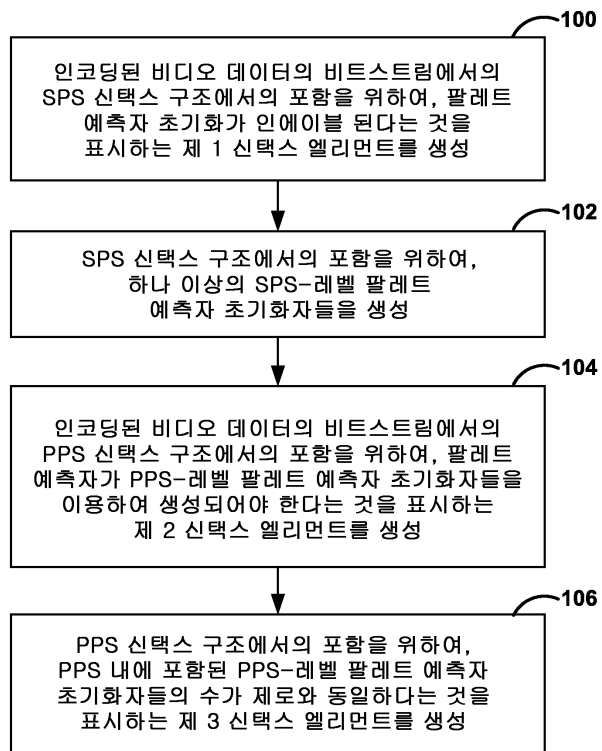 100
인코딩된 비디오 데이터의 비트스트림에서의
SPS 신택스 구조에서의 포함을 위하여, 팔레트
예측자 초기화가 인에이블 된다는 것을
표시하는 제 1 신택스 엘리먼트를 생성
102
SPS 신택스 구조에서의 포함을 위하여,
하나 이상의 SPS-레벨 팔레트
예측자 초기화자들을 생성
104
인코딩된 비디오 데이터의 비트스트림에서의
PPS 신택스 구조에서의 포함을 위하여, 팔레트
예측자가 PPS-레벨 팔레트 예측자 초기화자들을
이용하여 생성되어야 한다는 것을 표시하는
제 2 신택스 엘리먼트를 생성
106
PPS 신택스 구조에서의 포함을 위하여,
PPS 내에 포함된 PPS-레벨 팔레트 예측자
초기화자들의 수가 제로와 동일하다는 것을
표시하는 제 3 신택스 엘리먼트를 생성